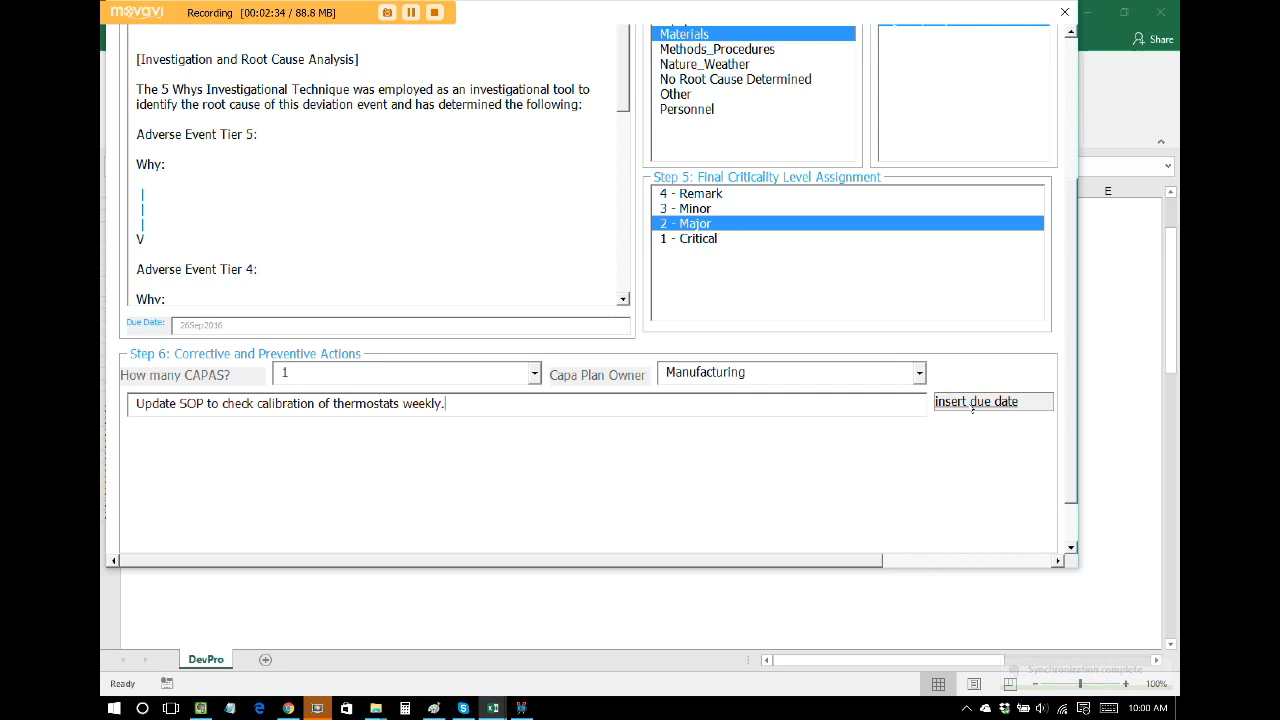 movavi
Recording [00:02:34 / 88.8 MB]
Share
[Investigation and Root Cause Analysis]
The 5 Whys Investigational Technique was employed as an investigational tool to
identify the root cause of this deviation event and has determined the following:
Adverse Event Tier 5:
Why:
|
|
|
V
Adverse Event Tier 4:
Why:
Due Date:
26Sep2016
Materials
Methods_Procedures
Nature_Weather
No Root Cause Determined
Other
Personnel
Step 5: Final Criticality Level Assignment
4 - Remark
3 - Minor
2 - Major
1 - Critical
E
Step 6: Corrective and Preventive Actions
How many CAPAS?
1
Capa Plan Owner
Manufacturing
Update SOP to check calibration of thermostats weekly.
insert due date
DevPro
Synchronization complete
Ready
100%
10:00 AM